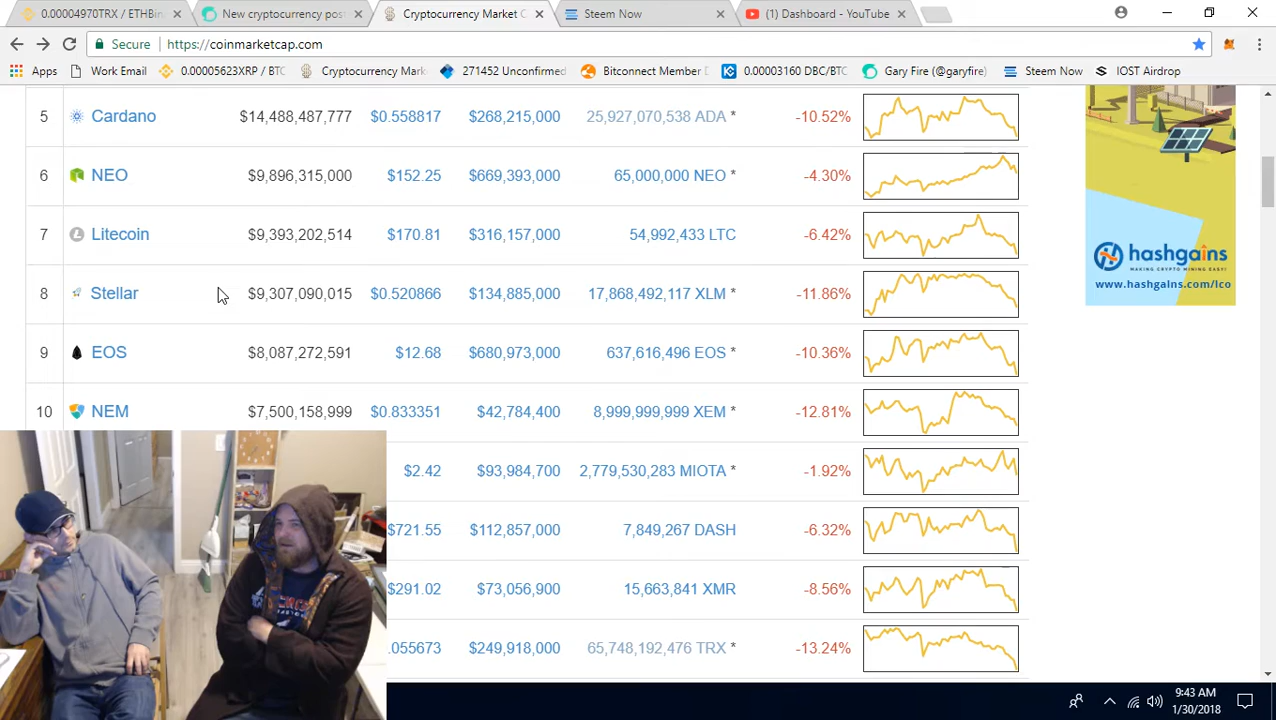 0.00004970TRX / ETHBin
New cryptocurrency post
Cryptocurrency Market C
Steem Now
(1) Dashboard - YouTube
Secure
https://coinmarketcap.com
Apps
Work Email
0.00005623XRP / BTC
Cryptocurrency Mark
271452 Unconfirmed
Bitconnect Member D
0.00003160 DBC/BTC
Gary Fire (@garyfire)
Steem Now
IOST Airdrop
5 Cardano $14,488,487,777 $0.558817 $268,215,000 25,927,070,538 ADA * -10.52%
6 NEO $9,896,315,000 $152.25 $669,393,000 65,000,000 NEO * -4.30%
7 Litecoin $9,393,202,514 $170.81 $316,157,000 54,992,433 LTC -6.42%
8 Stellar $9,307,090,015 $0.520866 $134,885,000 17,868,492,117 XLM * -11.86%
9 EOS $8,087,272,591 $12.68 $680,973,000 637,616,496 EOS * -10.36%
10 NEM $7,500,158,999 $0.833351 $42,784,400 8,999,999,999 XEM * -12.81%
$2.42 $93,984,700 2,779,530,283 MIOTA * -1.92%
$721.55 $112,857,000 7,849,267 DASH -6.32%
$291.02 $73,056,900 15,663,841 XMR -8.56%
.055673 $249,918,000 65,748,192,476 TRX * -13.24%
hashgains
MAKING CRYPTO MINING EASY!
www.hashgains.com/ico
9:43 AM
1/30/2018